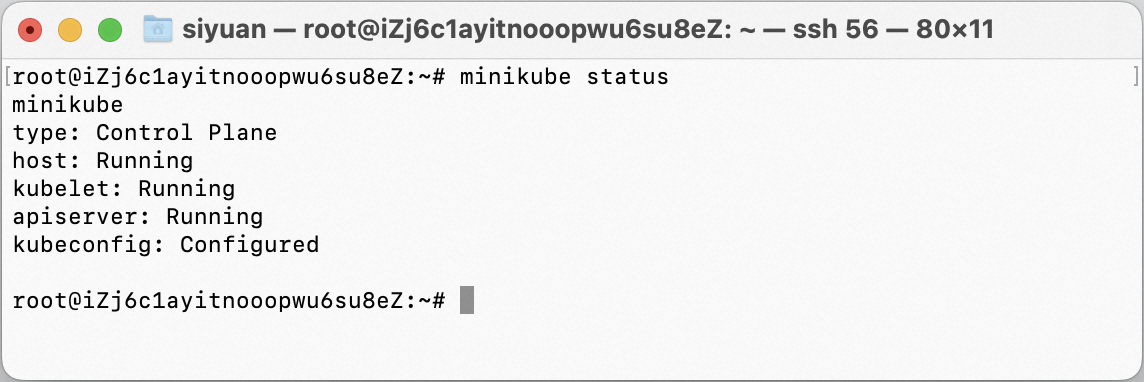 siyuan — root@iZj6c1ayitnooopwu6su8eZ: ~ — ssh 56 — 80×11
[root@iZj6c1ayitnooopwu6su8eZ:~# minikube status ]
minikube
type: Control Plane
host: Running
kubelet: Running
apiserver: Running
kubeconfig: Configured
root@iZj6c1ayitnooopwu6su8eZ:~#